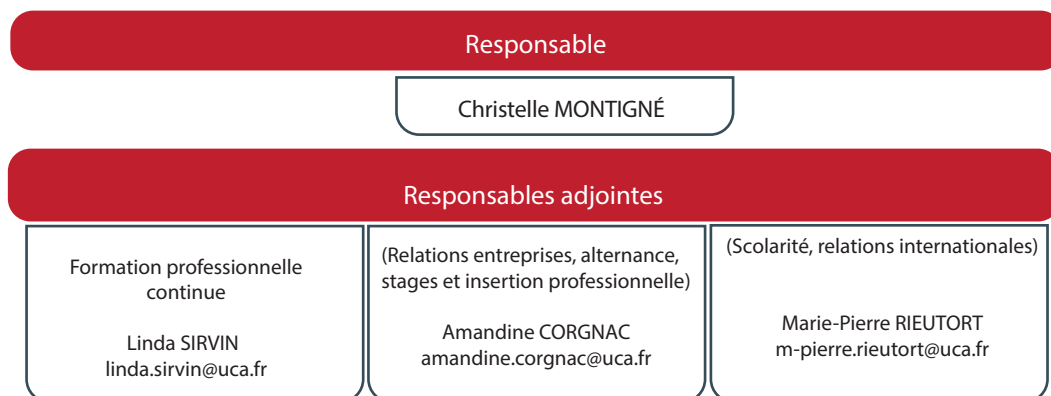 Responsable
Christelle MONTIGNÉ
Responsables adjointes
Formation professionnelle
continue
Linda SIRVIN
linda.sirvin@uca.fr
(Relations entreprises, alternance,
stages et insertion professionnelle)
Amandine CORGNAC
amandine.corgnac@uca.fr
(Scolarité, relations internationales)
Marie-Pierre RIEUTORT
m-pierre.rieutort@uca.fr